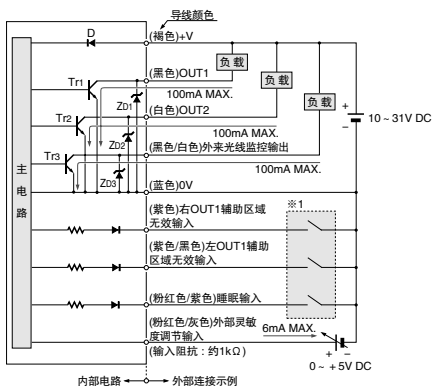 导线颜色
D
(褐色)+V
负 载
(黑色)OUT1
Tr1
100mA MAX.
负 载
ZD1
(白色)OUT2
负 载
Tr2
100mA MAX.
+
−
10～31V DC
ZD2
(黑色/白色)外来光线监控输出
Tr3
100mA MAX.
主电路
ZD3
(蓝色)0V
(紫色)右OUT1辅助区域
无效输入
※1
(紫色/黑色)左OUT1辅助
区域无效输入
(粉红色/紫色)睡眠输入
(粉红色/灰色)外部灵敏
度调节输入
6mA MAX.
(输入阻抗：约1kΩ)
+ −
0～+5V DC
内部电路
外部连接示例